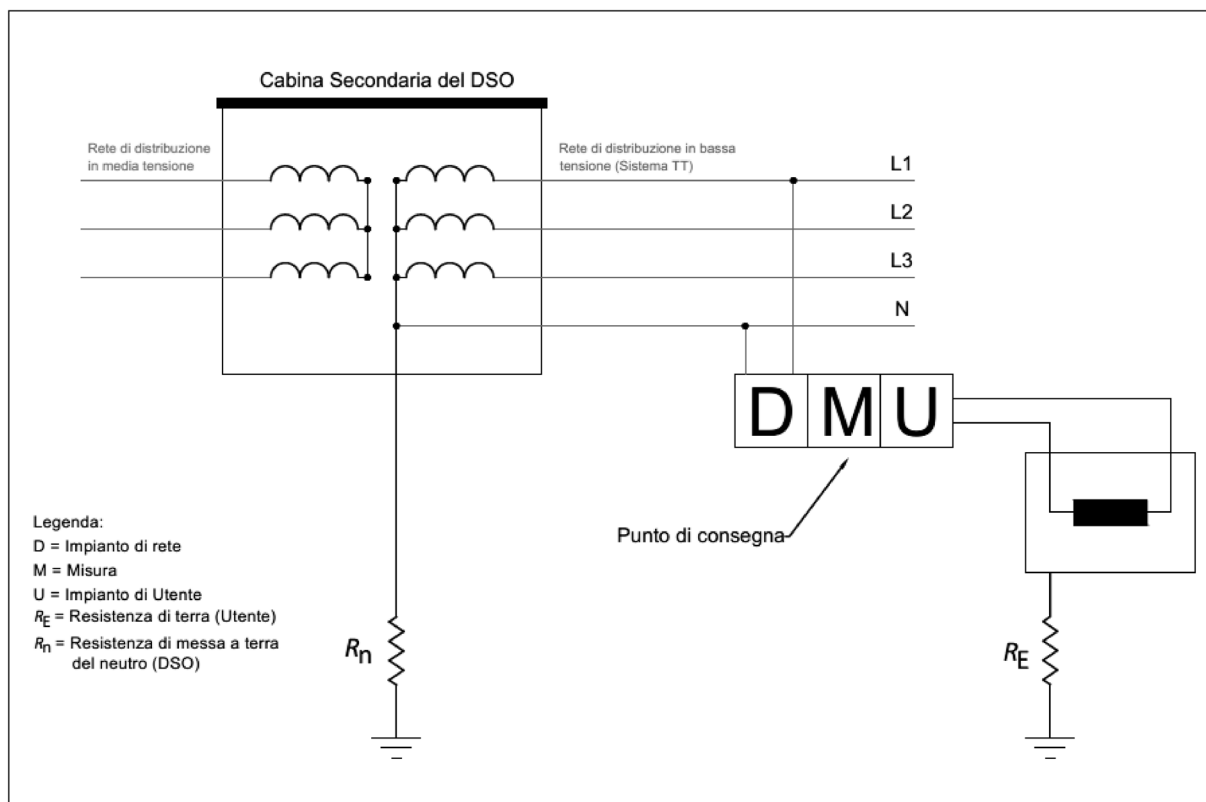 Cabina Secondaria del DSO
Rete di distribuzione
in media tensione
Rete di distribuzione in bassa
tensione (Sistema TT)
L1
L2
L3
N
D M U
Punto di consegna
Legenda:
D = Impianto di rete
M = Misura
U = Impianto di Utente
RE = Resistenza di terra (Utente)
Rn = Resistenza di messa a terra
del neutro (DSO)
Rn
RE